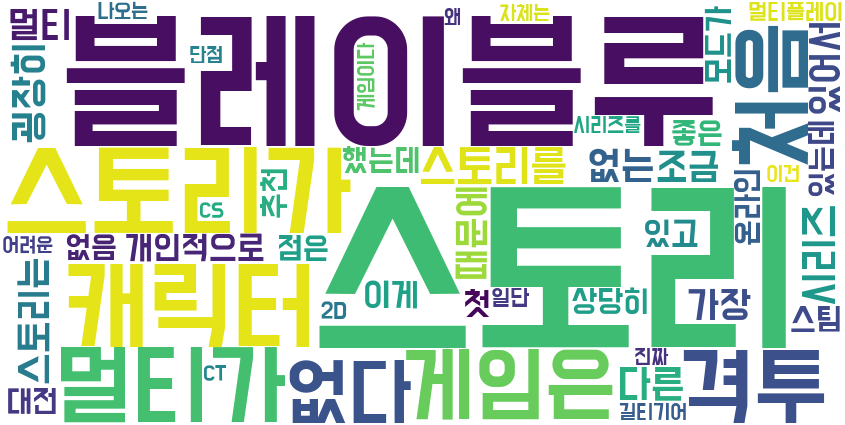 멀티
나오는
왜
자체는
멀티플레이
블레이블루
단점
게임이다
굉장히
모드가
음악
있어서
시리즈를
좋은
스토리가
했는데
스토리를
없는
조금
있는데
이건
추천
CS
때문에
온라인
스토리
있고
시리즈
어려운
없음
개인적으로
점은
스토리는
캐릭터
이게
2D
첫
일단
상당히
가장
스팀
대전
멀티가
CT
없다
게임은
진짜
다른
길티기어
격투